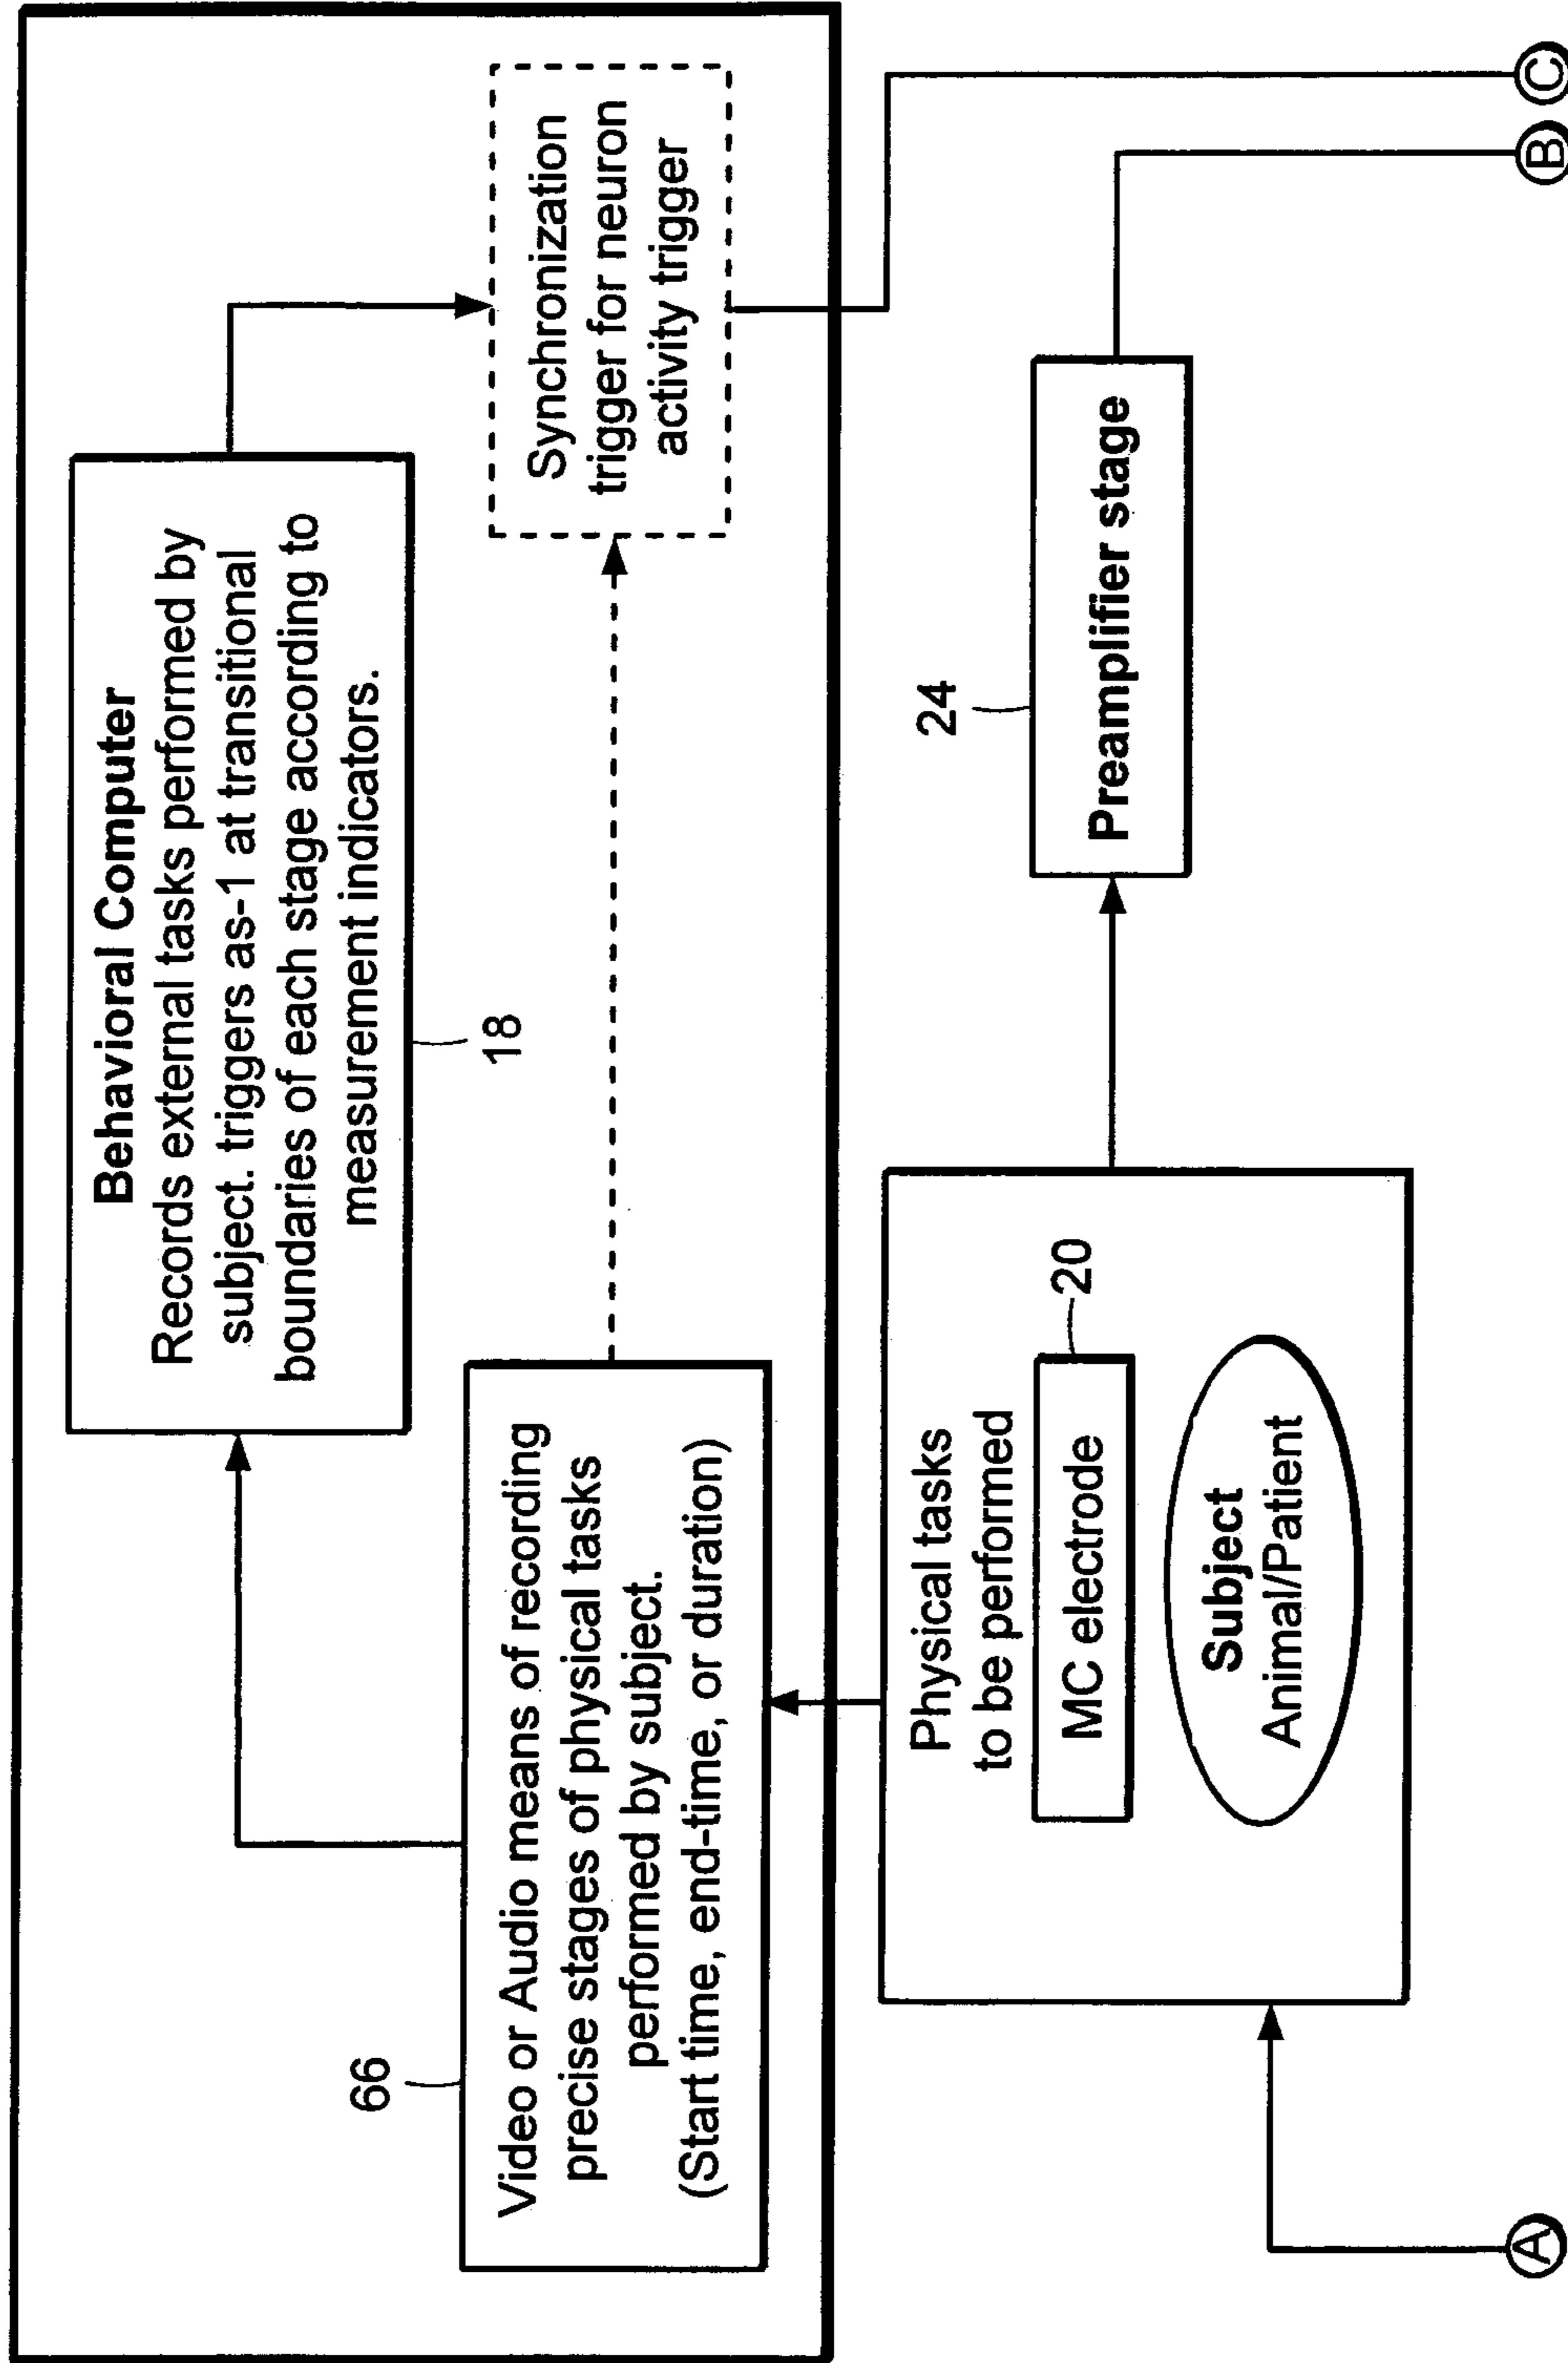 Behavioral Computer
Records external tasks performed by
subject. triggers as-1 at transitional
boundaries of each stage according to
measurement indicators.
18
Synchronization
trigger for neuron
activity trigger
66
Video or Audio means of recording
precise stages of physical tasks
performed by subject.
(Start time, end-time, or duration)
Physical tasks
to be performed
MC electrode
20
Subject
Animal/Patient
24
Preamplifier stage
A
B
C